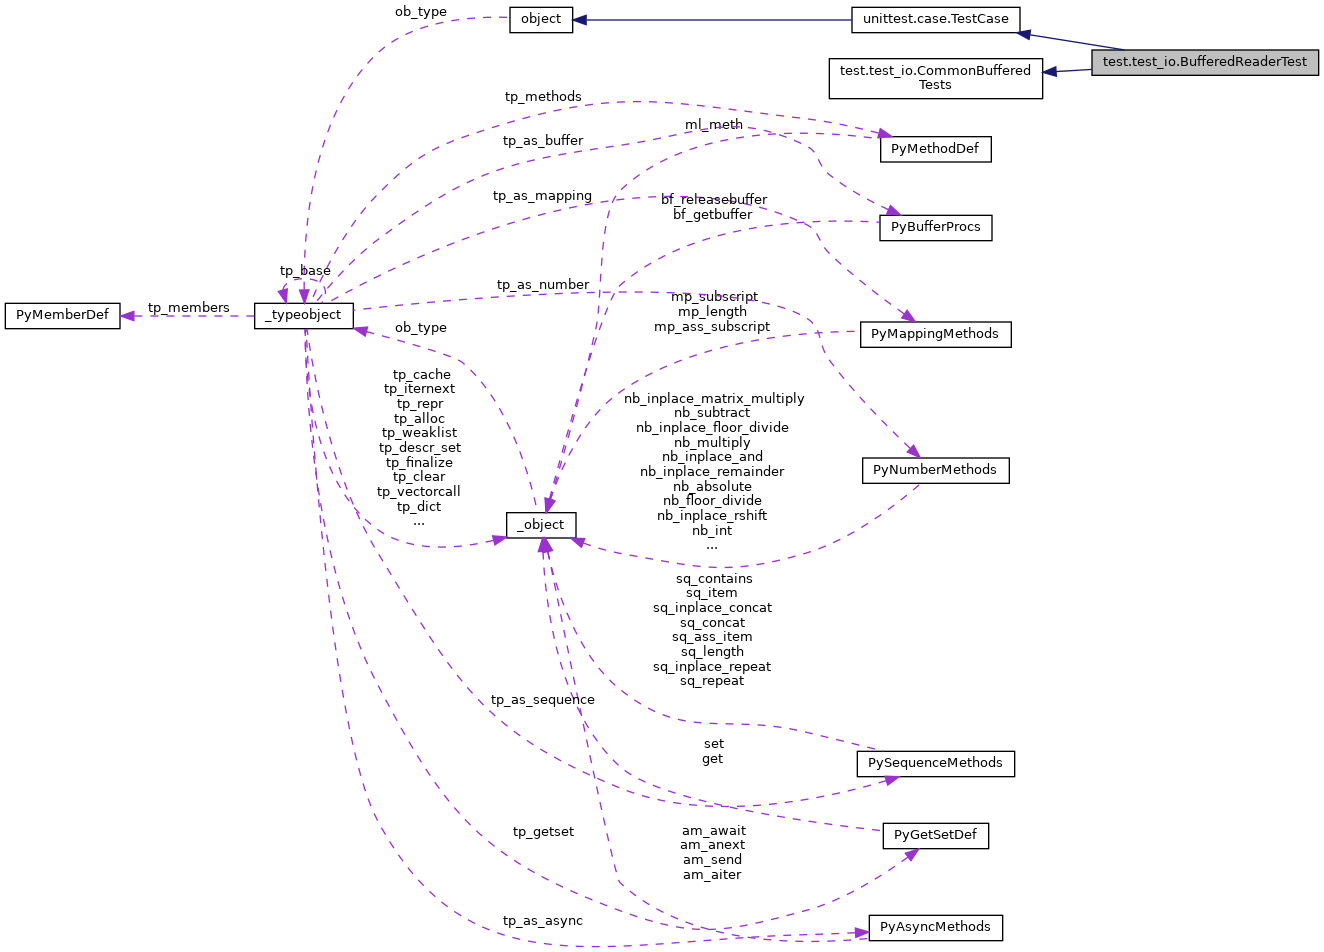 ob_type
object
unittest.case.TestCase
test.test_io.BufferedReaderTest
test.test_io.CommonBuffered
Tests
tp_methods
ml_meth
tp_as_buffer
PyMethodDef
tp_as_mapping
bf_releasebuffer
bf_getbuffer
PyBufferProcs
tp_base
tp_as_number
mp_subscript
mp_length
mp_ass_subscript
PyMemberDef
tp_members
_typeobject
ob_type
PyMappingMethods
tp_cache
tp_iternext
tp_repr
tp_alloc
tp_weaklist
tp_descr_set
tp_finalize
tp_clear
tp_vectorcall
tp_dict
...
nb_inplace_matrix_multiply
nb_subtract
nb_inplace_floor_divide
nb_multiply
nb_inplace_and
nb_inplace_remainder
nb_absolute
nb_floor_divide
nb_inplace_rshift
nb_int
...
PyNumberMethods
_object
sq_contains
sq_item
sq_inplace_concat
sq_concat
sq_ass_item
sq_length
sq_inplace_repeat
sq_repeat
tp_as_sequence
set
get
PySequenceMethods
tp_getset
am_await
am_anext
am_send
am_aiter
PyGetSetDef
tp_as_async
PyAsyncMethods